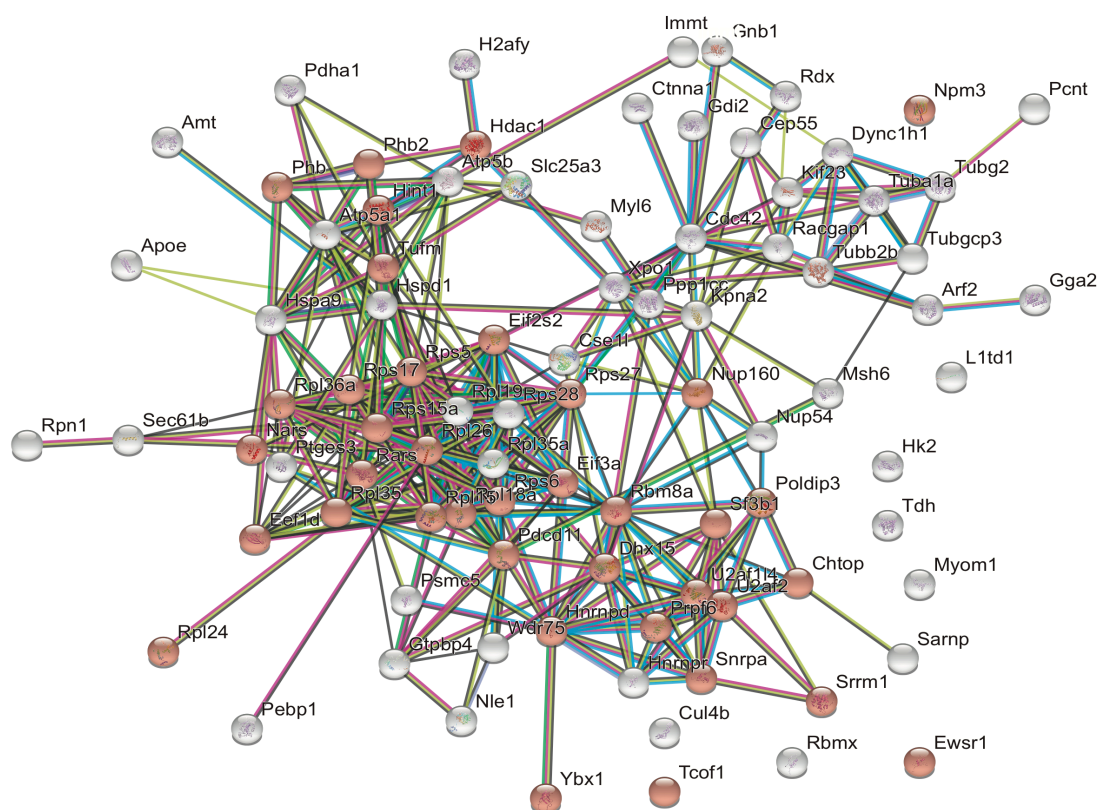 Immt
Gnb1
H2afy
Pdha1
Ctnna1
Rdx
Gdi2
Npm3
Pcnt
Amt
Hdac1
Cep55
Dync1h1
Phb2
Phb
Atp5b
Slc25a3
Kif23
Tubg2
Tuba1a
Hint1
Atp5a1
Myl6
Cdc42
Racgap1
Apoe
Tufm
Tubb2b
Tubgcp3
Hspd1
Xpo1
Ppp1cc
Kpna2
Arf2
Gga2
Hspa9
Eif2s2
Cse1l
Rps5
Rps27
L1td1
Rpl36a
Rps17
Rpl19
Rps28
Nup160
Msh6
Rps15a
Nup54
Rpn1
Sec61b
Nars
Ptges3
Rars
Rpl26
Rpl35a
Hk2
Eif3a
Rpl35
Rpl15
Rpl18a
Rps6
Rbm8a
Sf3b1
Poldip3
Tdh
Eef1d
Pdcd11
Dhx15
Chtop
Myom1
Psmc5
U2af1l4
U2af2
Hnrnpd
Prpf6
Wdr75
Sarnp
Rpl24
Gtpbp4
Hnrnpr
Snrpa
Srrm1
Pebp1
Nle1
Cul4b
Rbmx
Ewsr1
Ybx1
Tcof1